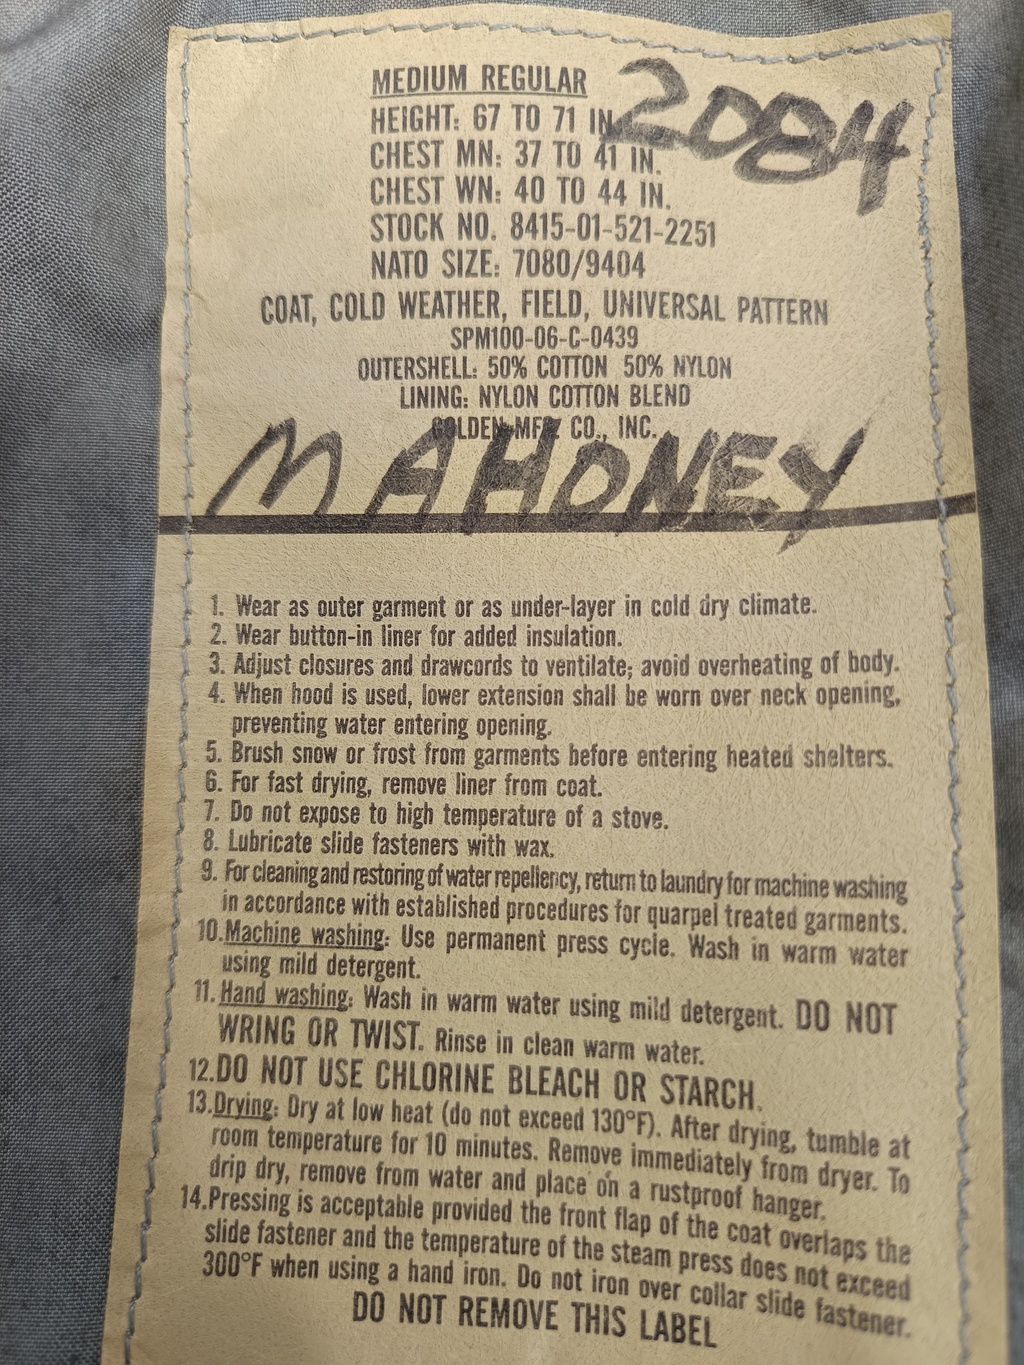 MEDIUM REGULAR
2084
HEIGHT: 67 TO 71 IN.
CHEST MN: 37 TO 41 IN.
CHEST WN: 40 TO 44 IN.
STOCK NO. 8415-01-521-2251
NATO SIZE: 7080/9404
COAT, COLD WEATHER, FIELD, UNIVERSAL PATTERN
SPM100-06-C-0439
OUTERSHELL: 50% COTTON 50% NYLON
LINING: NYLON COTTON BLEND
GOLDEN MFG. CO., INC.
MAHONEY
1. Wear as outer garment or as under-layer in cold dry climate.
2. Wear button-in liner for added insulation.
3. Adjust closures and drawcords to ventilate; avoid overheating of body.
4. When hood is used, lower extension shall be worn over neck opening,
preventing water entering opening.
5. Brush snow or frost from garments before entering heated shelters.
6. For fast drying, remove liner from coat.
7. Do not expose to high temperature of a stove.
8. Lubricate slide fasteners with wax.
9. For cleaning and restoring of water repellency, return to laundry for machine washing
in accordance with established procedures for quarpel treated garments.
10. Machine washing: Use permanent press cycle. Wash in warm water
using mild detergent.
11. Hand washing: Wash in warm water using mild detergent. DO NOT
WRING OR TWIST. Rinse in clean warm water.
12. DO NOT USE CHLORINE BLEACH OR STARCH.
13. Drying: Dry at low heat (do not exceed 130°F). After drying, tumble at
room temperature for 10 minutes. Remove immediately from dryer. To
drip dry, remove from water and place on a rustproof hanger.
14. Pressing is acceptable provided the front flap of the coat overlaps the
slide fastener and the temperature of the steam press does not exceed
300°F when using a hand iron. Do not iron over collar slide fastener.
DO NOT REMOVE THIS LABEL